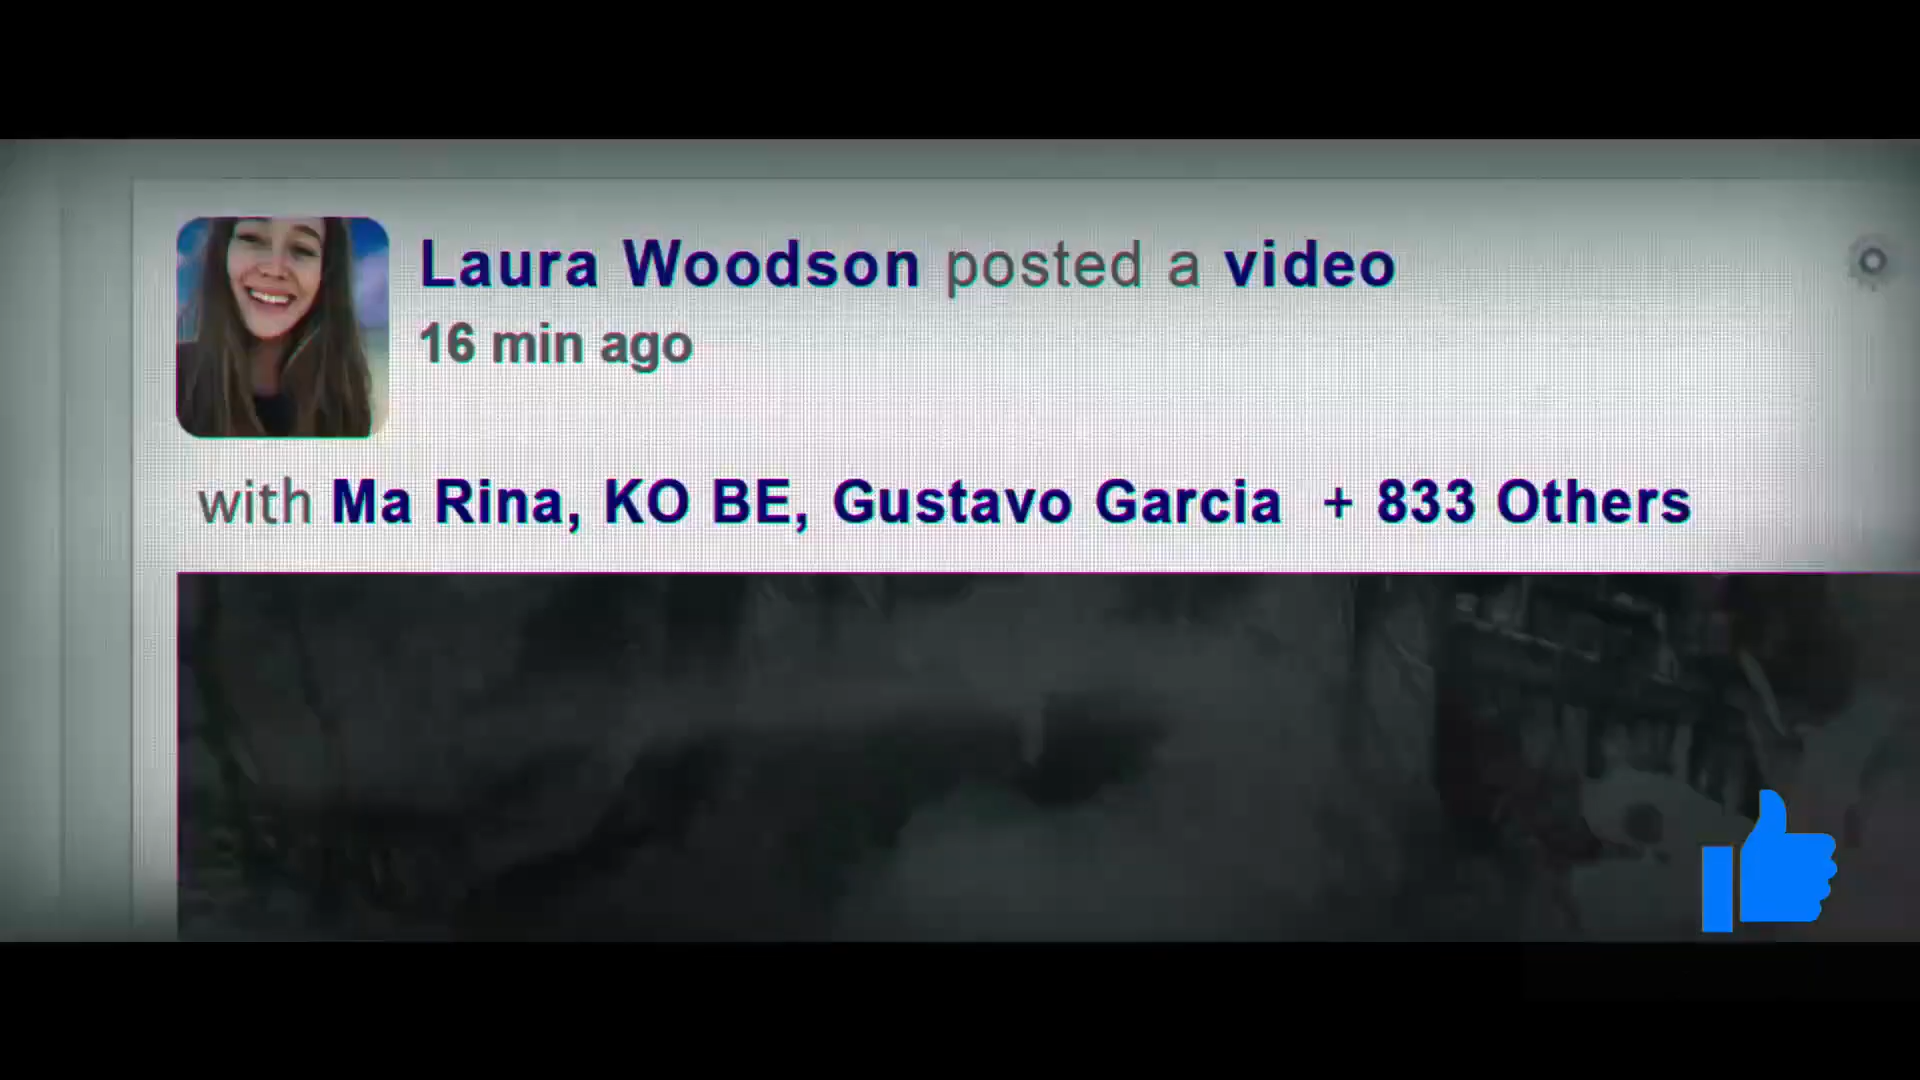 Laura Woodson posted a video
16 min ago
with Ma Rina, KO BE, Gustavo Garcia + 833 Others